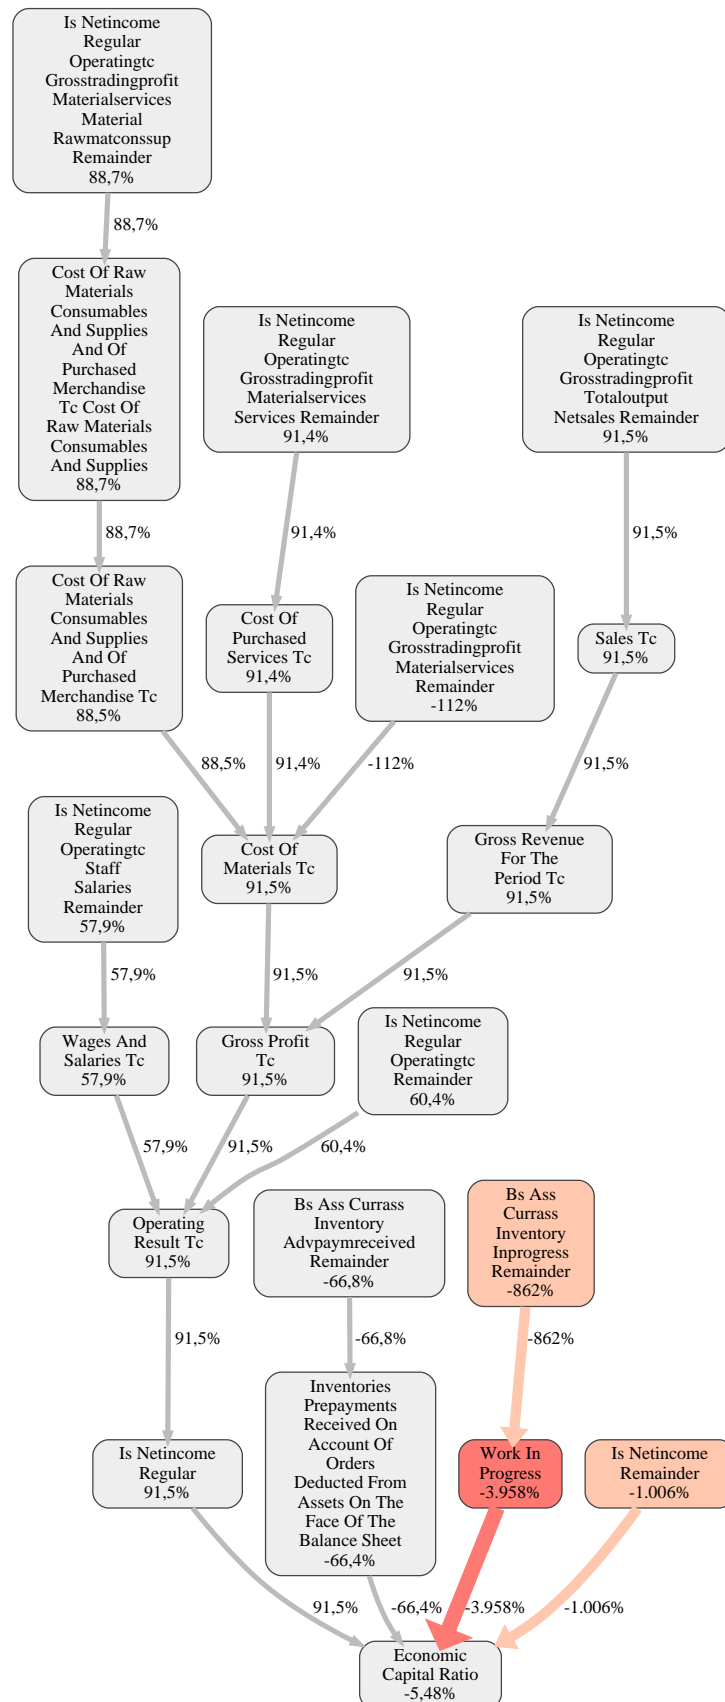 Is Netincome
Regular
Operatingtc
Grosstradingprofit
Materialservices
Material
Rawmatconssup
Remainder
88,7%
88,7%
Cost Of Raw
Materials
Consumables
And Supplies
And Of
Purchased
Merchandise
Tc Cost Of
Raw Materials
Consumables
And Supplies
88,7%
Is Netincome
Regular
Operatingtc
Grosstradingprofit
Materialservices
Services Remainder
91,4%
Is Netincome
Regular
Operatingtc
Grosstradingprofit
Totaloutput
Netsales Remainder
91,5%
88,7%
91,4%
91,5%
Cost Of Raw
Materials
Consumables
And Supplies
And Of
Purchased
Merchandise Tc
88,5%
Cost Of
Purchased
Services Tc
91,4%
Is Netincome
Regular
Operatingtc
Grosstradingprofit
Materialservices
Remainder
-112%
Sales Tc
91,5%
88,5%
91,4%
-112%
91,5%
Is Netincome
Regular
Operatingtc
Staff
Salaries
Remainder
57,9%
Cost Of
Materials Tc
91,5%
Gross Revenue
For The
Period Tc
91,5%
57,9%
91,5%
91,5%
Wages And
Salaries Tc
57,9%
Gross Profit
Tc
91,5%
Is Netincome
Regular
Operatingtc
Remainder
60,4%
57,9%
91,5%
60,4%
Operating
Result Tc
91,5%
Bs Ass Currass
Inventory
Advpaymreceived
Remainder
-66,8%
Bs Ass
Currass
Inventory
Inprogress
Remainder
-862%
91,5%
-66,8%
-862%
Is Netincome
Regular
91,5%
Inventories
Prepayments
Received On
Account Of
Orders
Deducted From
Assets On The
Face Of The
Balance Sheet
-66,4%
Work In
Progress
-3.958%
Is Netincome
Remainder
-1.006%
91,5%
-66,4%
-3.958%
-1.006%
Economic
Capital Ratio
-5,48%